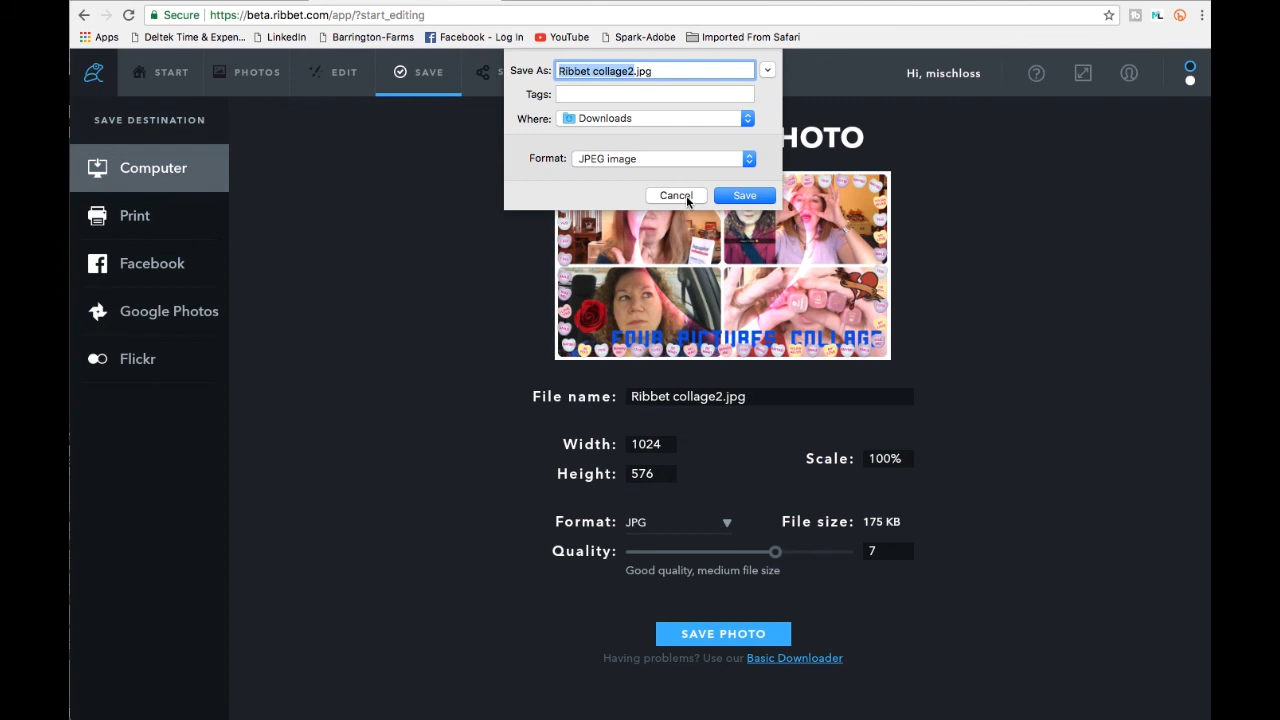 Secure https://beta.ribbet.com/app/?start_editing
Apps Deltek Time & Expen... LinkedIn Barrington-Farms Facebook - Log In YouTube Spark-Adobe Imported From Safari
START PHOTOS EDIT SAVE S Hi, mischloss
Save As: Ribbet collage2.jpg
Tags:
Where: Downloads
Format: JPEG image
Cancel Save
SAVE DESTINATION
Computer
Print
Facebook
Google Photos
Flickr
PHOTO
FOUR PICTURES COLLAGE
File name: Ribbet collage2.jpg
Width: 1024
Height: 576
Scale: 100%
Format: JPG
File size: 175 KB
Quality: 7
Good quality, medium file size
SAVE PHOTO
Having problems? Use our Basic Downloader